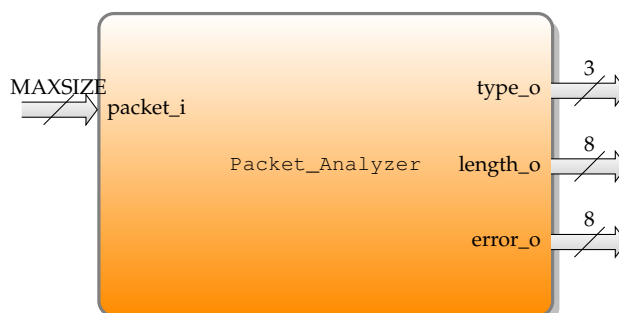 MAXSIZE
packet_i
Packet_Analyzer
3
type_o
8
length_o
8
error_o